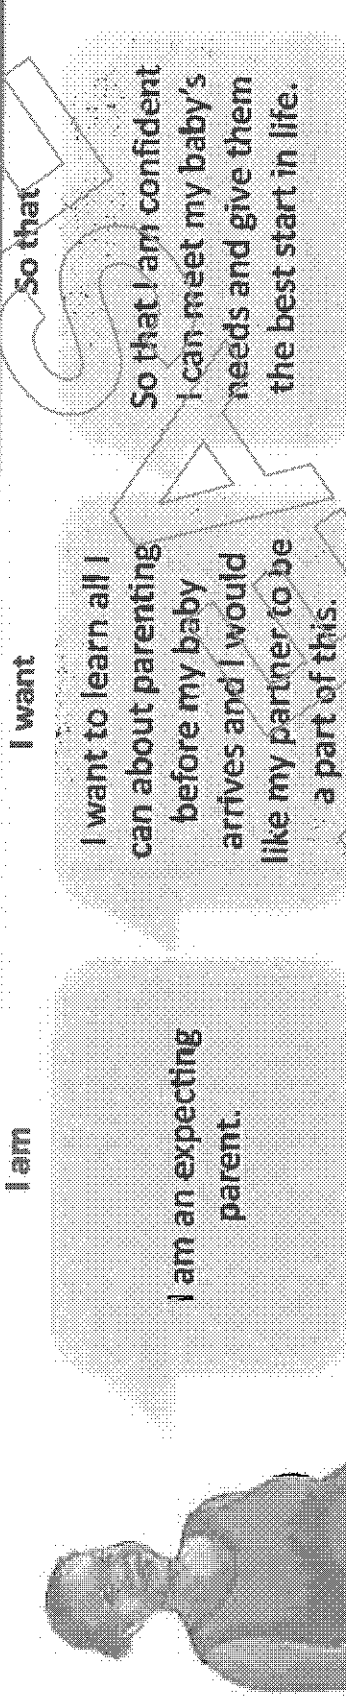 I am
I am an expecting
parent.
I want
I want to learn all I
can about parenting
before my baby
arrives and I would
like my partner to be
a part of this.
So that
So that I am confident
I can meet my baby's
needs and give them
the best start in life.